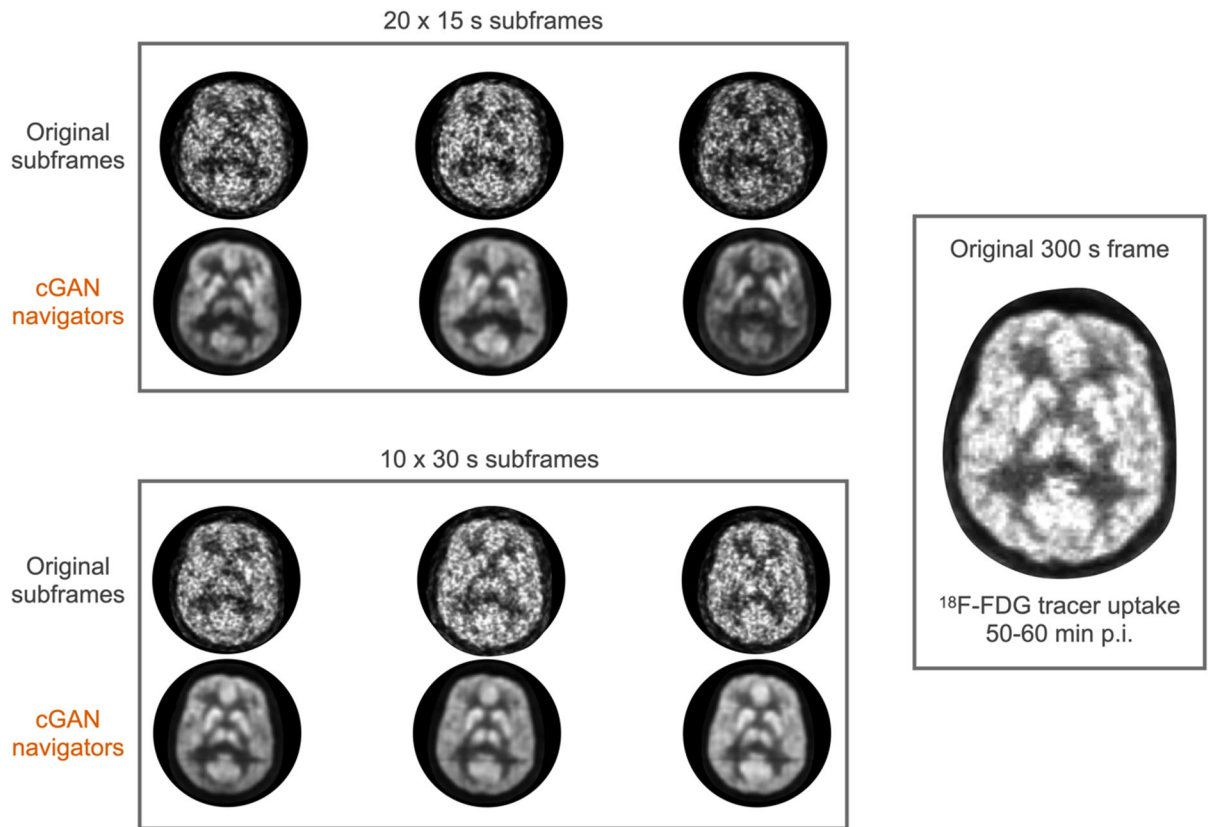 20 x 15 s subframes
Original
subframes
cGAN
navigators
10 x 30 s subframes
Original
subframes
cGAN
navigators
Original 300 s frame
¹⁸F-FDG tracer uptake
50-60 min p.i.